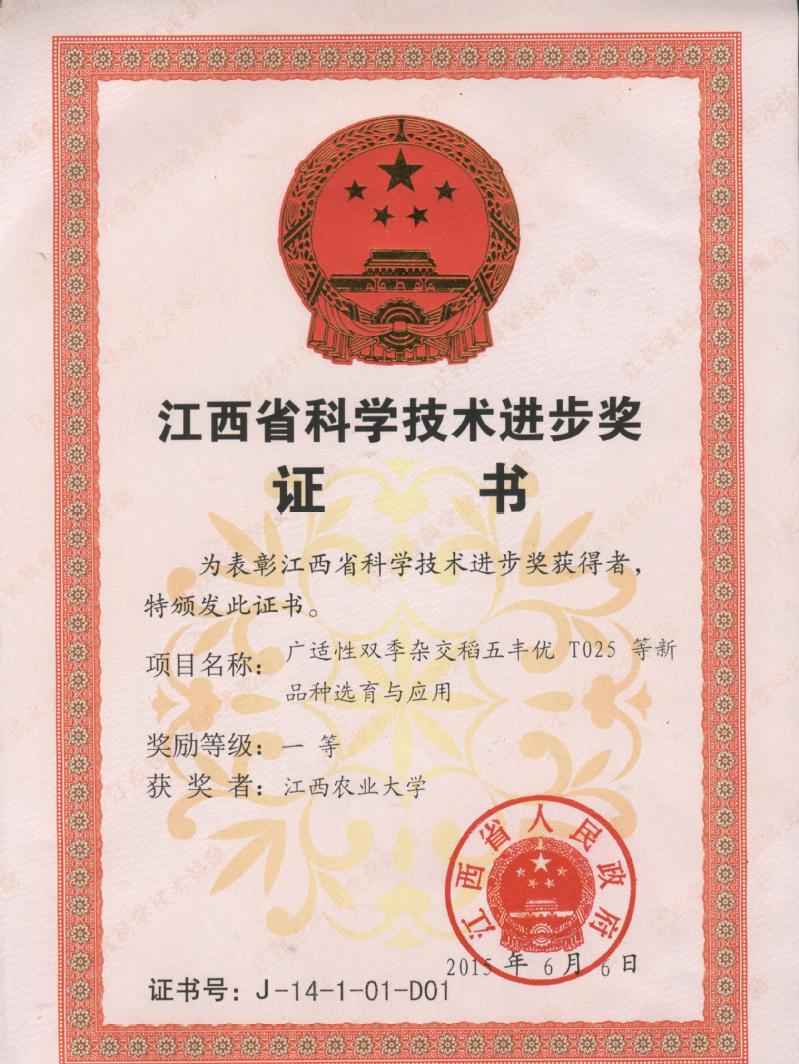 江西省科学技术进步奖
证 书
为表彰江西省科学技术进步奖获得者，
特颁发此证书。
项目名称：广适性双季杂交稻五丰优 T025 等新
品种选育与应用
奖励等级：一 等
获 奖 者：江西农业大学
江西省人民政府
2015 年 6 月 6 日
证书号：J-14-1-01-D01